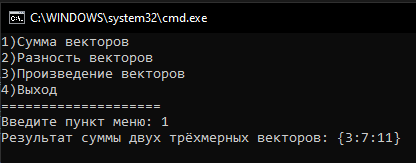 C:\WINDOWS\system32\cmd.exe
1)Сумма векторов
2)Разность векторов
3)Произведение векторов
4)Выход
====================
Введите пункт меню: 1
Результат суммы двух трёхмерных векторов: {3:7:11}